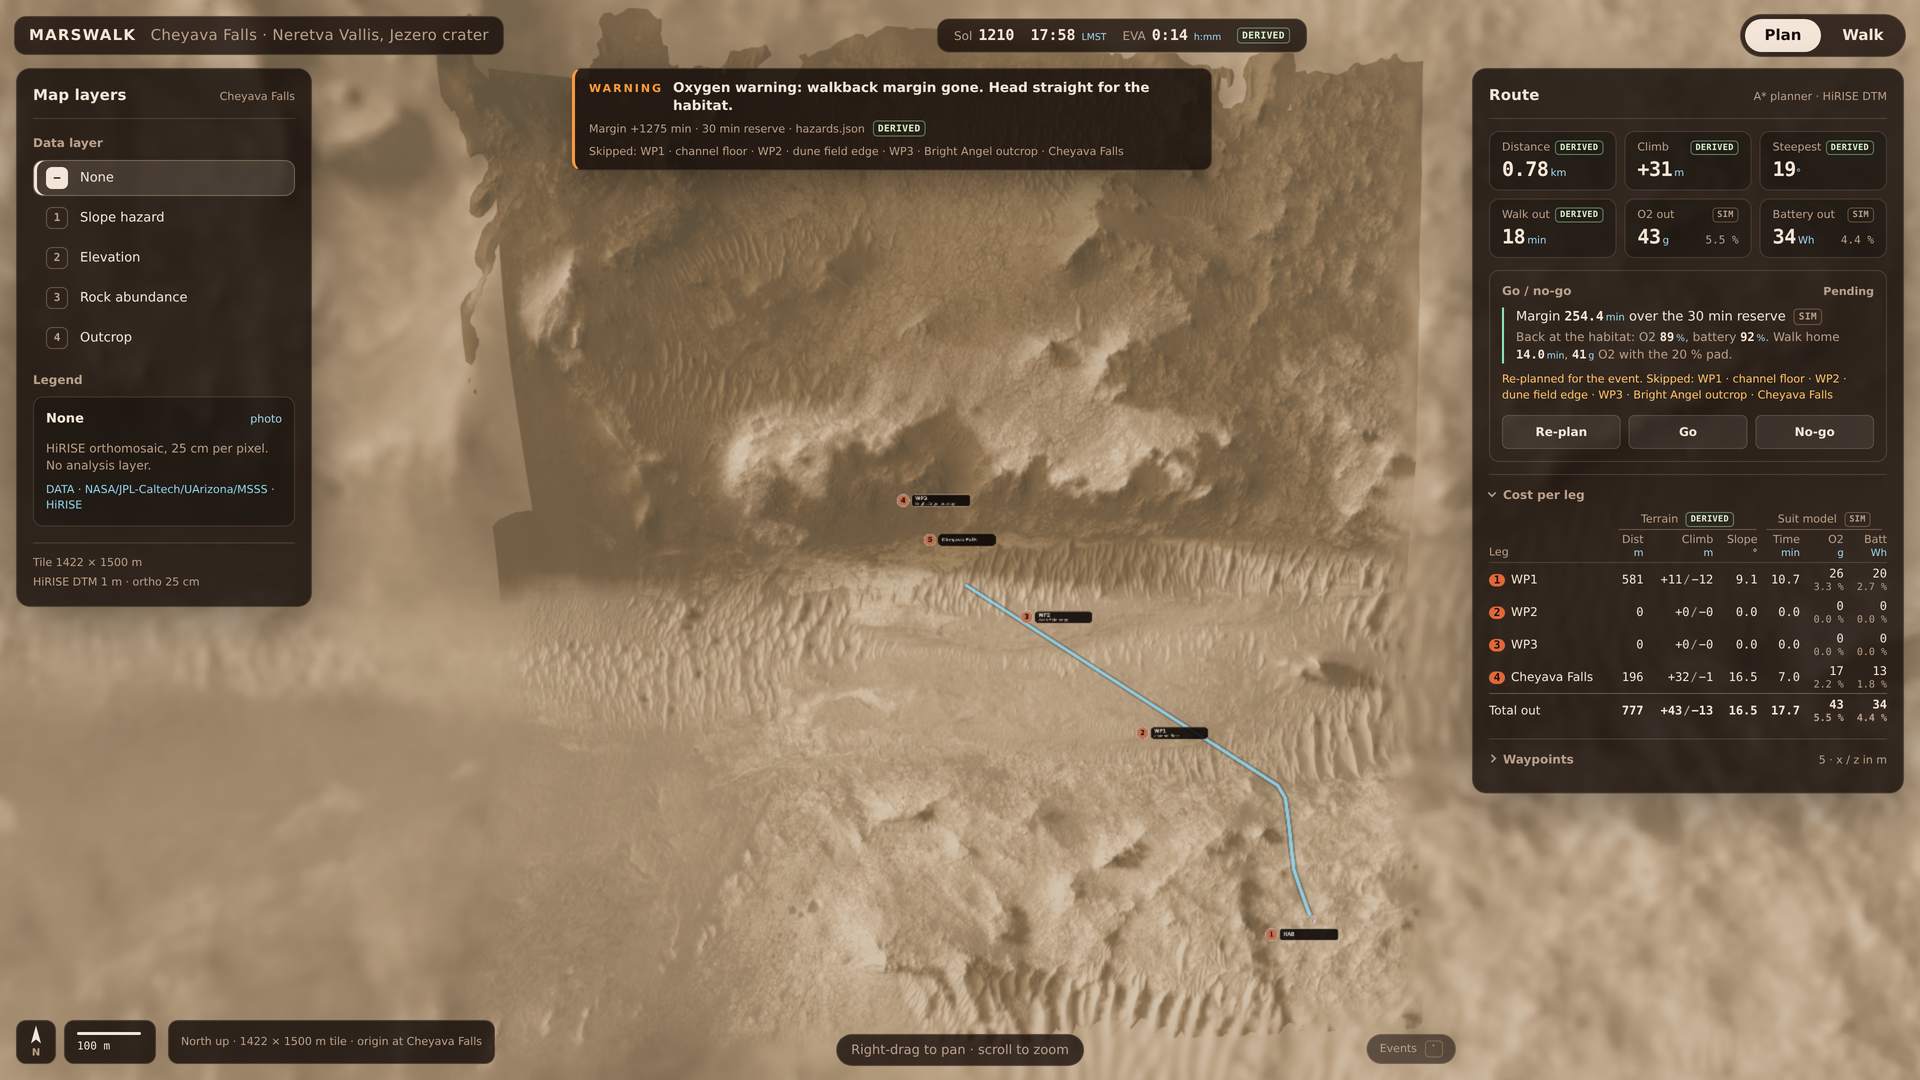 MARSWALK Cheyava Falls · Neretva Vallis, Jezero crater
Sol 1210 17:58 LMST EVA 0:14 h:mm DERIVED
Plan Walk
Map layers Cheyava Falls
Data layer
– None
1 Slope hazard
2 Elevation
3 Rock abundance
4 Outcrop
Legend
None photo
HiRISE orthomosaic, 25 cm per pixel.
No analysis layer.
DATA · NASA/JPL-Caltech/UArizona/MSSS ·
HiRISE
Tile 1422 × 1500 m
HiRISE DTM 1 m · ortho 25 cm
WARNING Oxygen warning: walkback margin gone. Head straight for the
habitat.
Margin +1275 min · 30 min reserve · hazards.json DERIVED
Skipped: WP1 · channel floor · WP2 · dune field edge · WP3 · Bright Angel outcrop · Cheyava Falls
4 WP3
5 Cheyava Falls
3 WP2
2 WP1
1 HAB
Route A* planner · HiRISE DTM
Distance DERIVED Climb DERIVED Steepest DERIVED
0.78 km +31 m 19 °
Walk out DERIVED O2 out SIM Battery out SIM
18 min 43 g 5.5 % 34 Wh 4.4 %
Go / no-go Pending
Margin 254.4 min over the 30 min reserve SIM
Back at the habitat: O2 89 %, battery 92 %. Walk home
14.0 min, 41 g O2 with the 20 % pad.
Re-planned for the event. Skipped: WP1 · channel floor · WP2 ·
dune field edge · WP3 · Bright Angel outcrop · Cheyava Falls
Re-plan Go No-go
Cost per leg
Terrain DERIVED Suit model SIM
Dist Climb Slope Time O2 Batt
Leg m m ° min g Wh
1 WP1 581 +11/−12 9.1 10.7 26 20
3.3 % 2.7 %
2 WP2 0 +0/−0 0.0 0.0 0 0
0.0 % 0.0 %
3 WP3 0 +0/−0 0.0 0.0 0 0
0.0 % 0.0 %
4 Cheyava Falls 196 +32/−1 16.5 7.0 17 13
2.2 % 1.8 %
Total out 777 +43/−13 16.5 17.7 43 34
5.5 % 4.4 %
Waypoints 5 · x / z in m
N
100 m
North up · 1422 × 1500 m tile · origin at Cheyava Falls
Right-drag to pan · scroll to zoom
Events